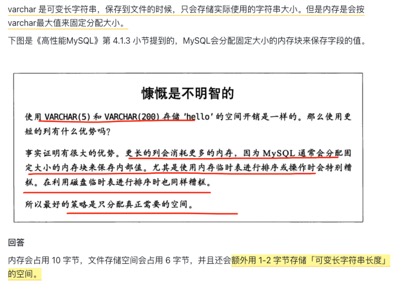 varchar 是可变长字符串，保存到文件的时候，只会存储实际使用的字符串大小。但是内存是会按
varchar最大值来固定分配大小。
下图是《高性能MySQL》第 4.1.3 小节提到的，MySQL会分配固定大小的内存块来保存字段的值。
慷慨是不明智的
使用 VARCHAR(5) 和 VARCHAR(200) 存储 'hello' 的空间开销是一样的。那么使用更
短的列有什么优势吗？
事实证明有很大的优势。更长的列会消耗更多的内存，因为 MySQL 通常会分配固
定大小的内存块来保存内部值。尤其是使用内存临时表进行排序或操作时会特别糟
糕。在利用磁盘临时表进行排序时也同样糟糕。
所以最好的策略是只分配真正需要的空间。
回答
内存会占用 10 字节，文件存储空间会占用 6 字节，并且还会额外用 1-2 字节存储「可变长字符串长度」
的空间。